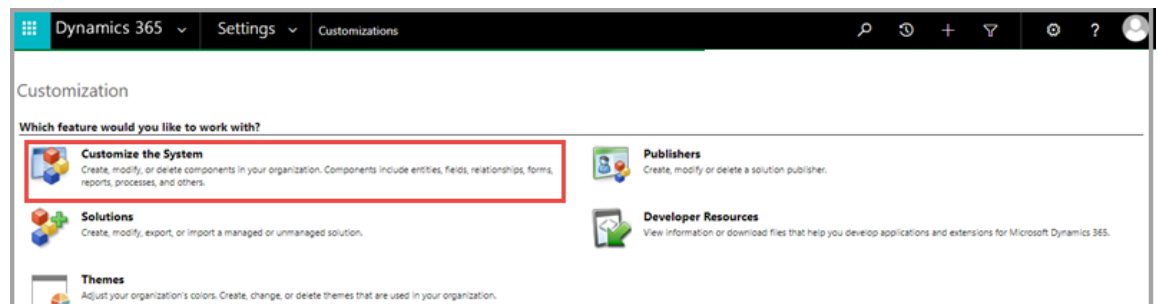 Dynamics 365 Settings Customizations ?
Customization
Which feature would you like to work with?
Customize the System
Create, modify, or delete components in your organization. Components include entities, fields, relationships, forms,
reports, processes, and others.
Publishers
Create, modify or delete a solution publisher.
Solutions
Create, modify, export, or import a managed or unmanaged solution.
Developer Resources
View information or download files that help you develop applications and extensions for Microsoft Dynamics 365.
Themes
Adjust your organization's colors. Create, change, or delete themes that are used in your organization.